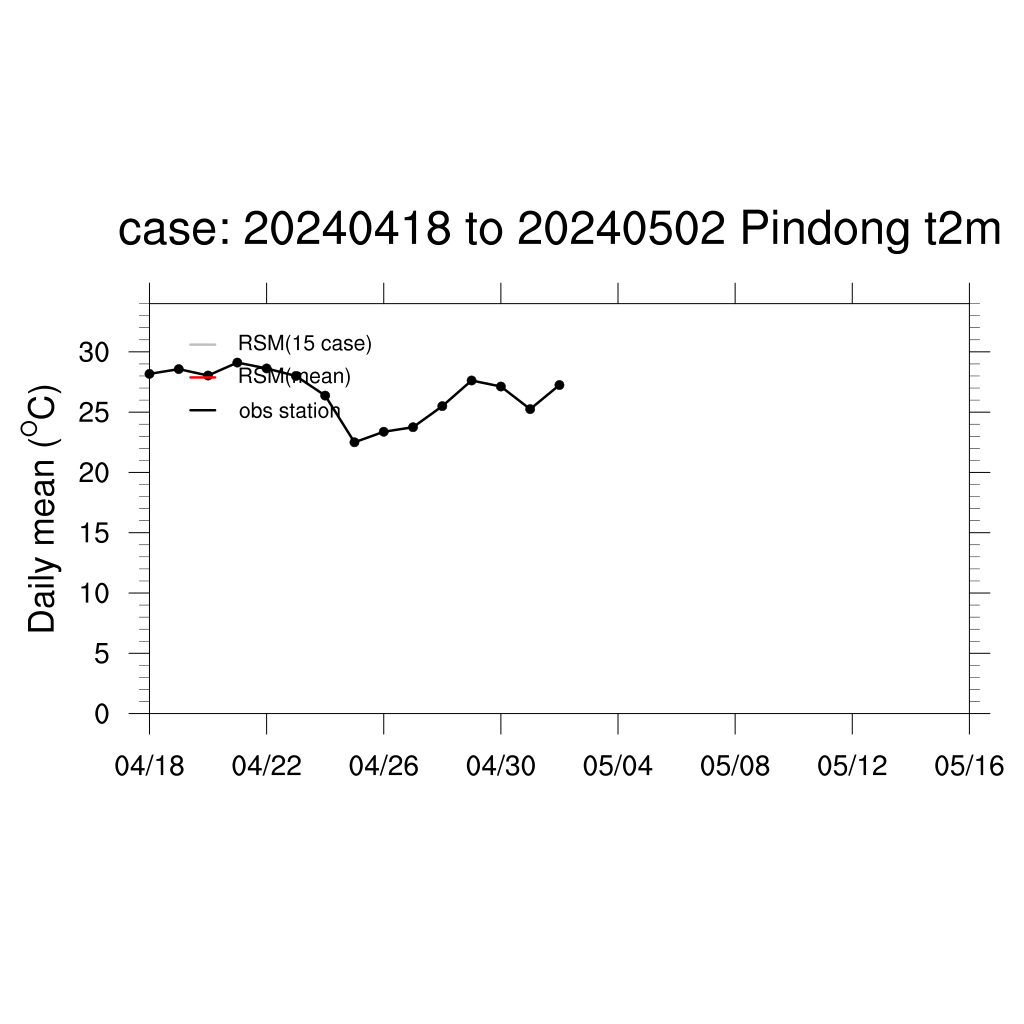 case: 20240418 to 20240502 Pindong t2m
RSM(15 case)
RSM(mean)
obs station
Daily mean (°C)
30
25
20
15
10
5
0
04/18 04/22 04/26 04/30 05/04 05/08 05/12 05/16